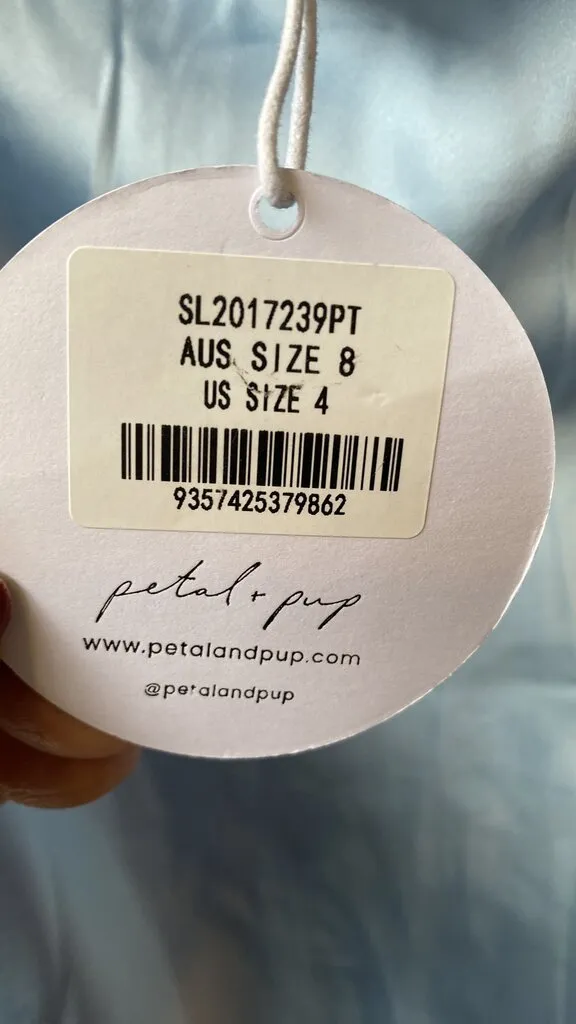 SL2017239PT
AUS SIZE 8
US SIZE 4
9357425379862
petal + pup
www.petalandpup.com
@petalandpup